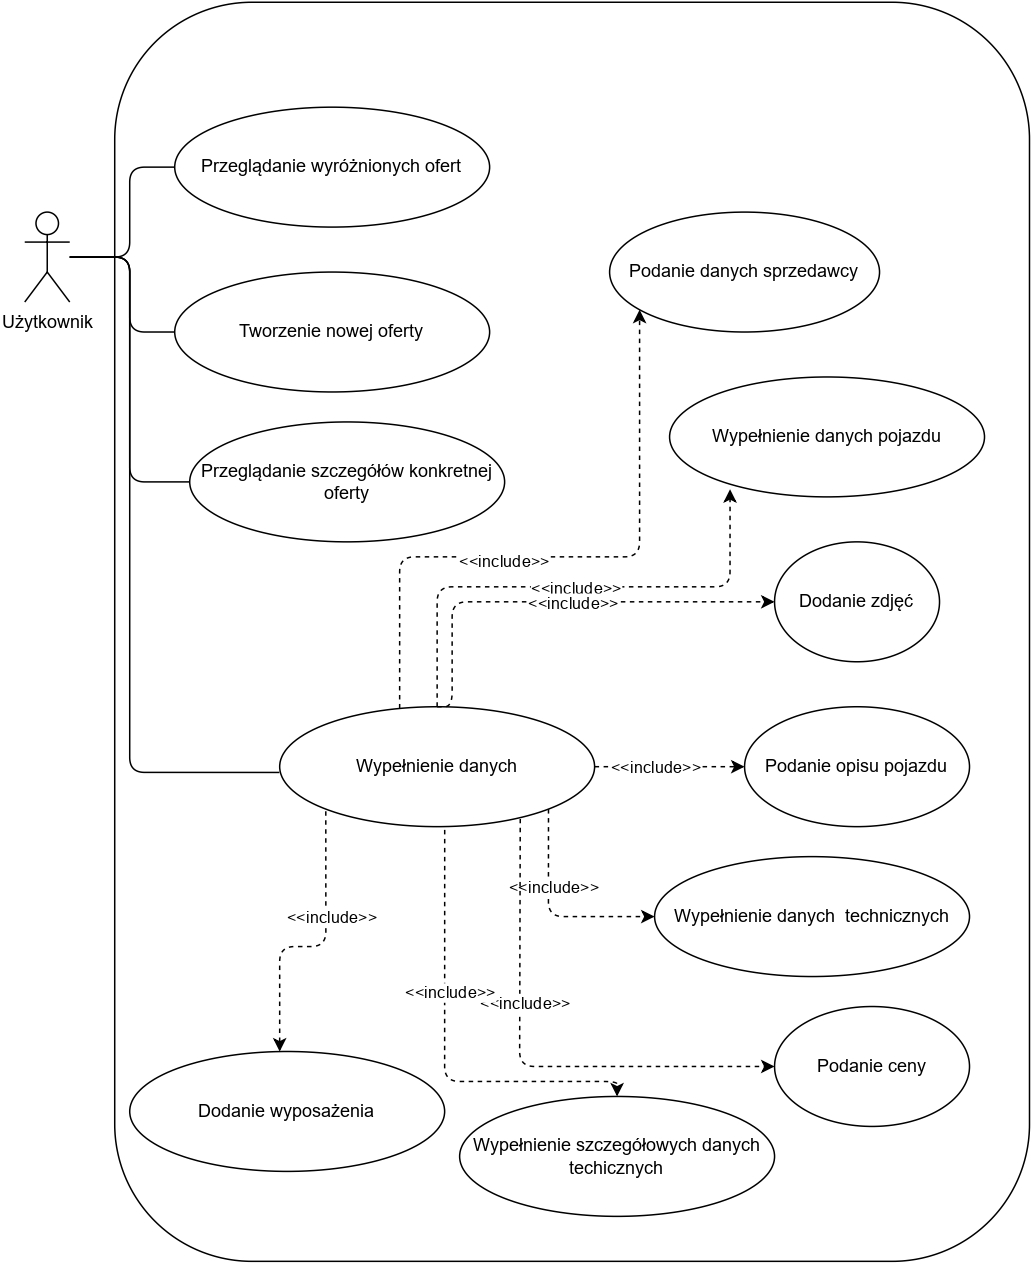 Przeglądanie wyróżnionych ofert
Podanie danych sprzedawcy
Użytkownik
Tworzenie nowej oferty
Wypełnienie danych pojazdu
Przeglądanie szczegółów konkretnej
oferty
<<include>>
<<include>>
<<include>>
Dodanie zdjęć
Wypełnienie danych
<<include>>
Podanie opisu pojazdu
<<include>>
<<include>>
Wypełnienie danych  technicznych
<<include>>
<<include>>
Podanie ceny
Dodanie wyposażenia
Wypełnienie szczegółowych danych
techicznych